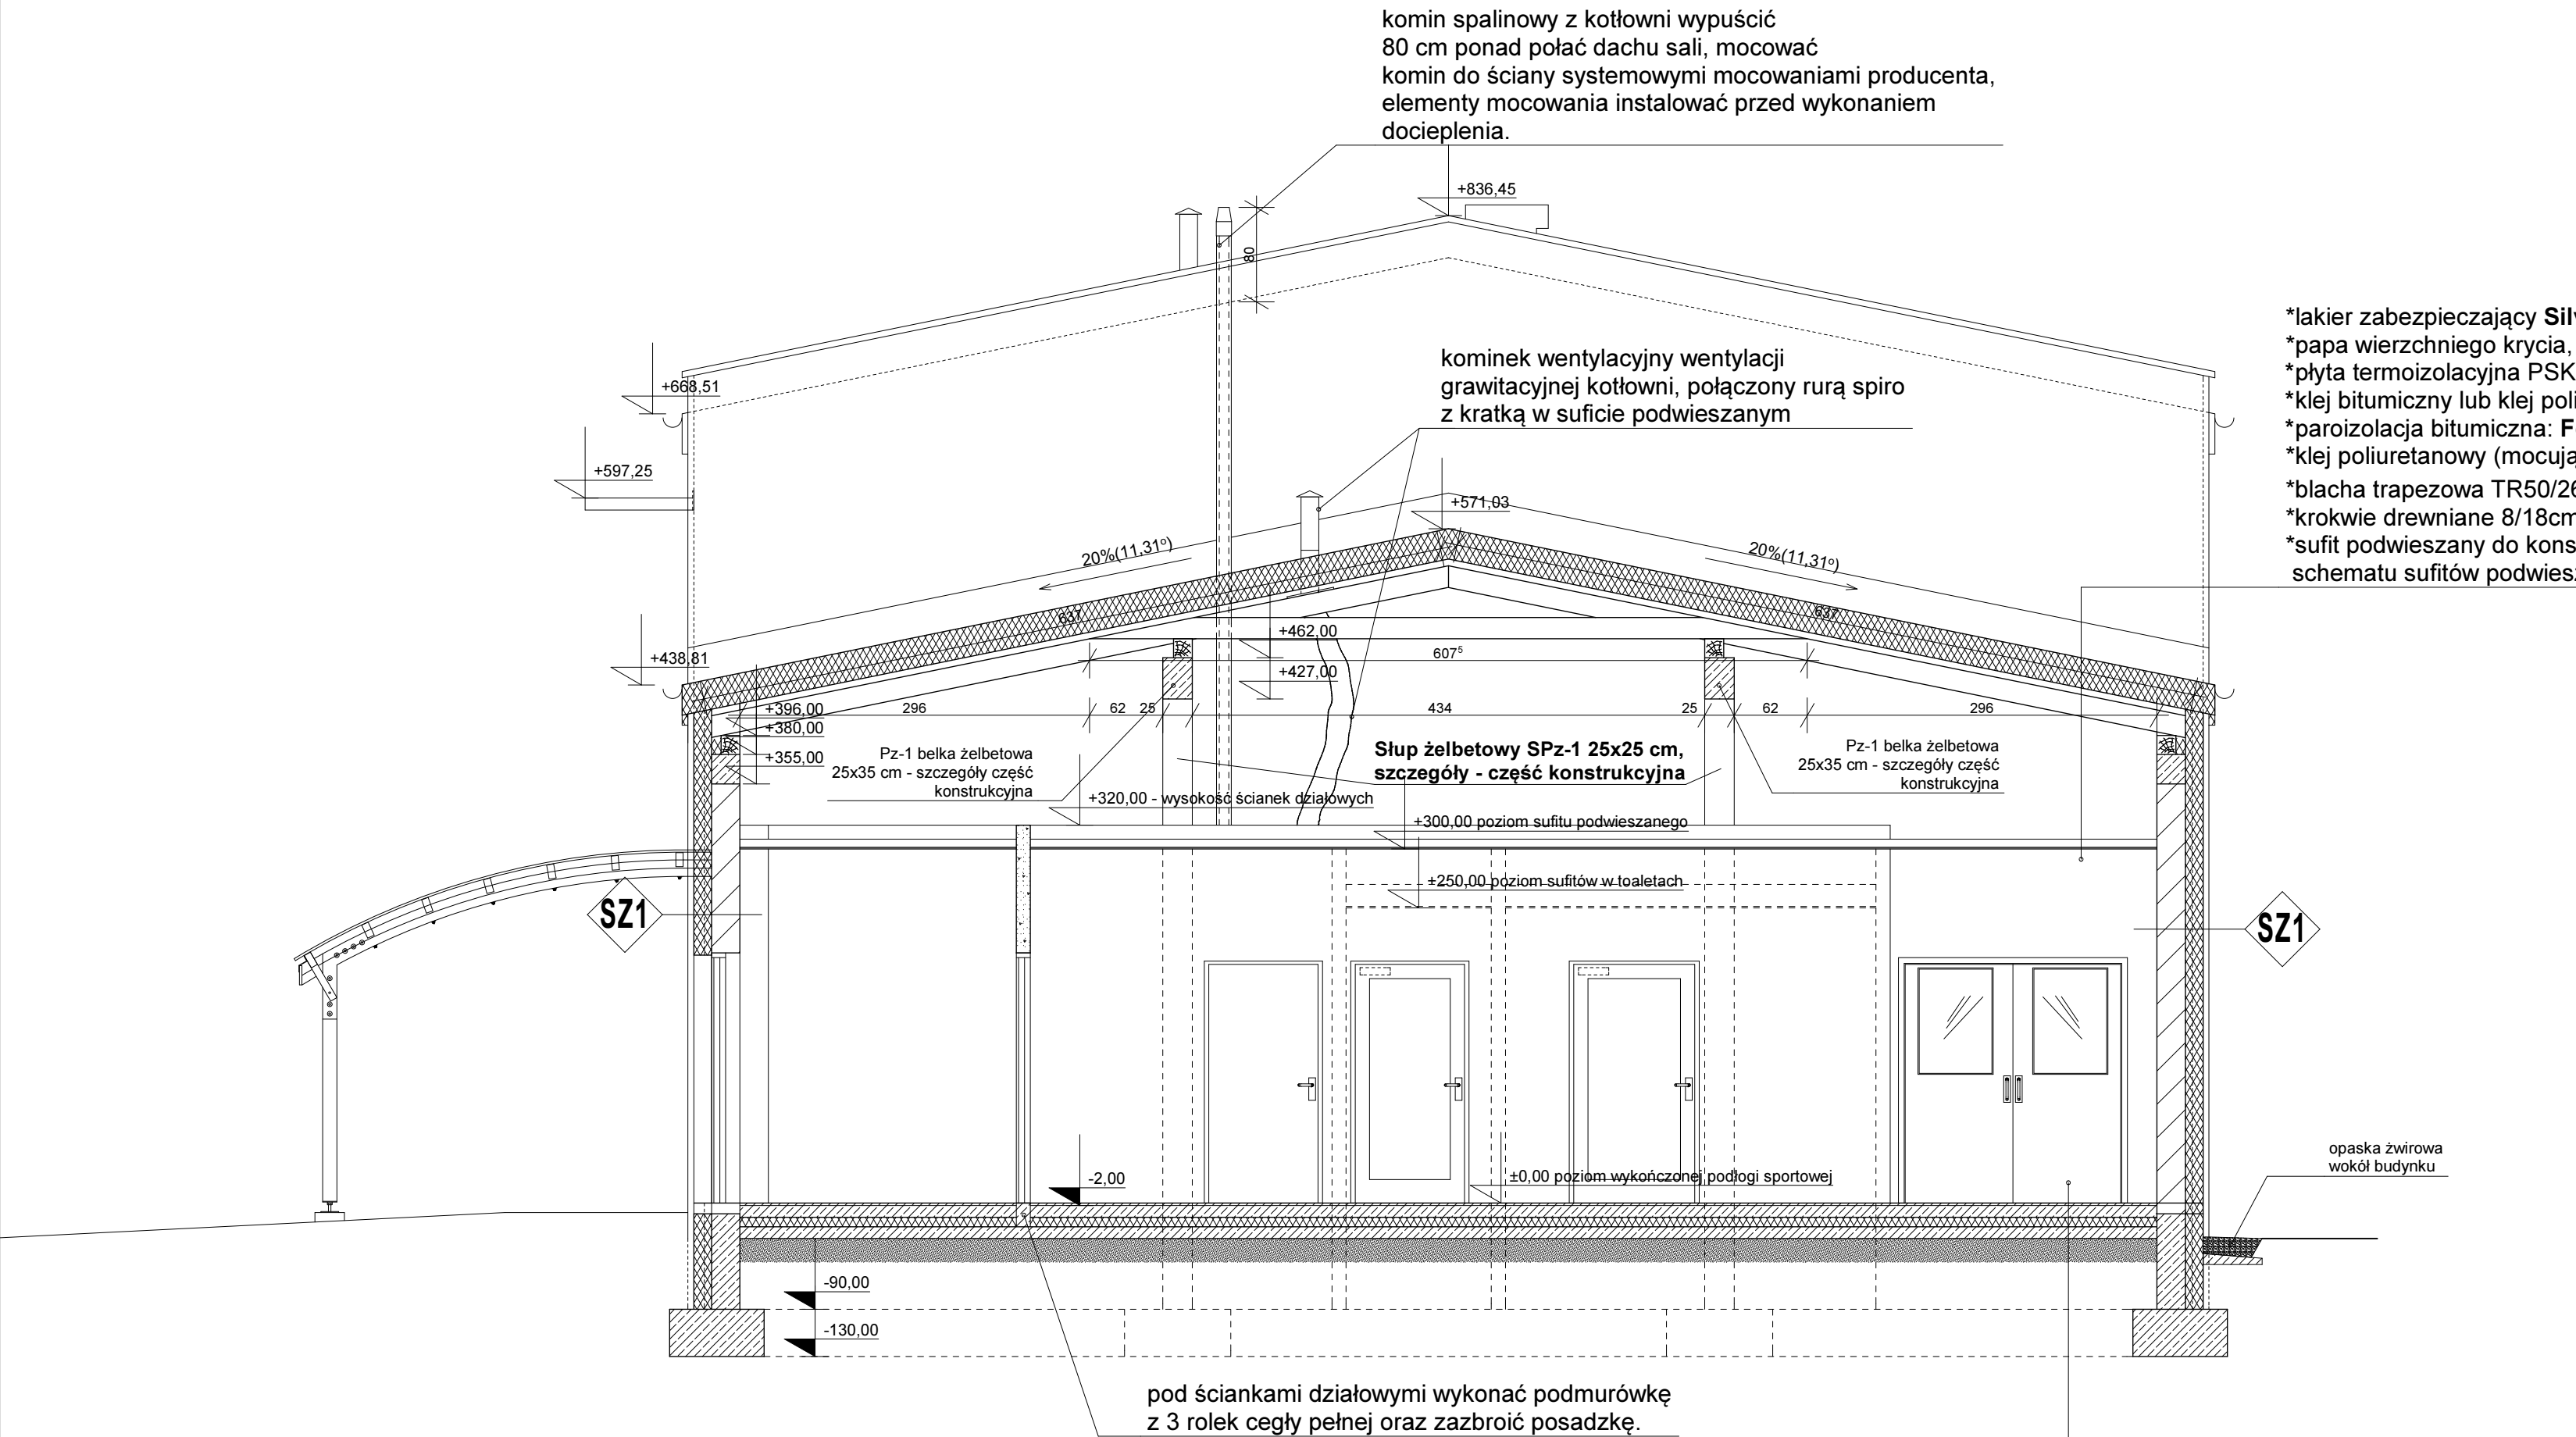 komin spalinowy z kotłowni wypuścić
80 cm ponad połać dachu sali, mocować
komin do ściany systemowymi mocowaniami producenta,
elementy mocowania instalować przed wykonaniem
docieplenia.
+836,45
80
*lakier zabezpieczający
*papa wierzchniego krycia,
*płyta termoizolacyjna PSK
*klej bitumiczny lub klej
*paroizolacja bitumiczna:
*klej poliuretanowy
*blacha trapezowa TR50/26
*krokwie drewniane 8/18cm
*sufit podwieszany do
schematu sufitów
kominek wentylacyjny wentylacji
grawitacyjnej kotłowni, połączony rurą spiro
z kratką w suficie podwieszanym
+668,51
+597,25
+571,03
20%(11,31°)
20%(11,31°)
637
637
+462,00
607⁵
+438,81
+427,00
+396,00
296
62
25
434
25
62
296
+380,00
+355,00
Pz-1 belka żelbetowa
25x35 cm - szczegóły część
konstrukcyjna
Słup żelbetowy SPz-1 25x25 cm,
szczegóły - część konstrukcyjna
Pz-1 belka żelbetowa
25x35 cm - szczegóły część
konstrukcyjna
+320,00 - wysokość ścianek działowych
+300,00 poziom sufitu podwieszanego
+250,00 poziom sufitów w toaletach
SZ1
SZ1
opaska żwirowa
wokół budynku
-2,00
±0,00 poziom wykończonej podłogi sportowej
-90,00
-130,00
pod ściankami działowymi wykonać podmurówkę
z 3 rolek cegły pełnej oraz zazbroić posadzkę.